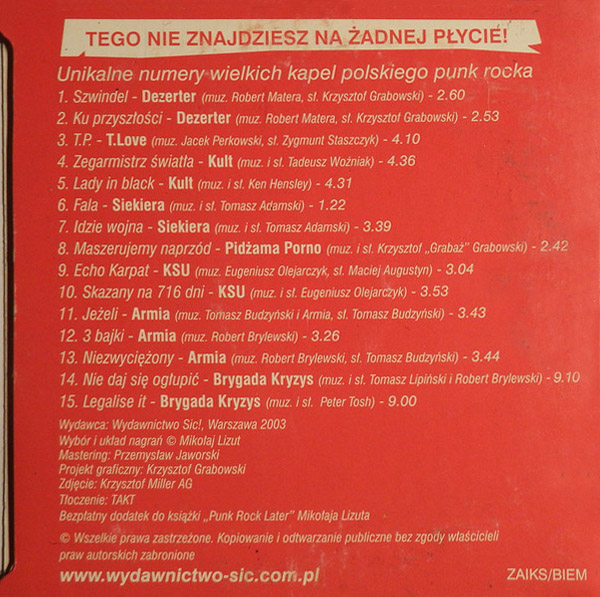 TEGO NIE ZNAJDZIESZ NA ŻADNEJ PŁYCIE!
Unikalne numery wielkich kapel polskiego punk rocka
1. Szwindel - Dezerter (muz. Robert Matera, sł. Krzysztof Grabowski) - 2.60
2. Ku przyszłości - Dezerter (muz. Robert Matera, sł. Krzysztof Grabowski) - 2.53
3. T.P. - T.Love (muz. Jacek Perkowski, sł. Zygmunt Staszczyk) - 4.10
4. Zegarmistrz światła - Kult (muz. i sł. Tadeusz Woźniak) - 4.36
5. Lady in black - Kult (muz. i sł. Ken Hensley) - 4.31
6. Fala - Siekiera (muz. i sł. Tomasz Adamski) - 1.22
7. Idzie wojna - Siekiera (muz. i sł. Tomasz Adamski) - 3.39
8. Maszerujemy naprzód - Pidżama Porno (muz. i sł. Krzysztof „Grabaż” Grabowski) - 2.42
9. Echo Karpat - KSU (muz. Eugeniusz Olejarczyk, sł. Maciej Augustyn) - 3.04
10. Skazany na 716 dni - KSU (muz. i sł. Eugeniusz Olejarczyk) - 3.53
11. Jeżeli - Armia (muz. Tomasz Budzyński i Armia, sł. Tomasz Budzyński) - 3.43
12. 3 bajki - Armia (muz. Robert Brylewski) - 3.26
13. Niezwyciężony - Armia (muz. Robert Brylewski, sł. Tomasz Budzyński) - 3.44
14. Nie daj się ogłupić - Brygada Kryzys (muz. i sł. Tomasz Lipiński i Robert Brylewski) - 9.10
15. Legalise it - Brygada Kryzys (muz. i sł. Peter Tosh) - 9.00
Wydawca: Wydawnictwo Sic!, Warszawa 2003
Wybór i układ nagrań © Mikołaj Lizut
Mastering: Przemysław Jaworski
Projekt graficzny: Krzysztof Grabowski
Zdjęcie: Krzysztof Miller AG
Tłoczenie: TAKT
Bezpłatny dodatek do książki „Punk Rock Later” Mikołaja Lizuta
© Wszelkie prawa zastrzeżone. Kopiowanie i odtwarzanie publiczne bez zgody właścicieli
praw autorskich zabronione
www.wydawnictwo-sic.com.pl
ZAIKS/BIEM